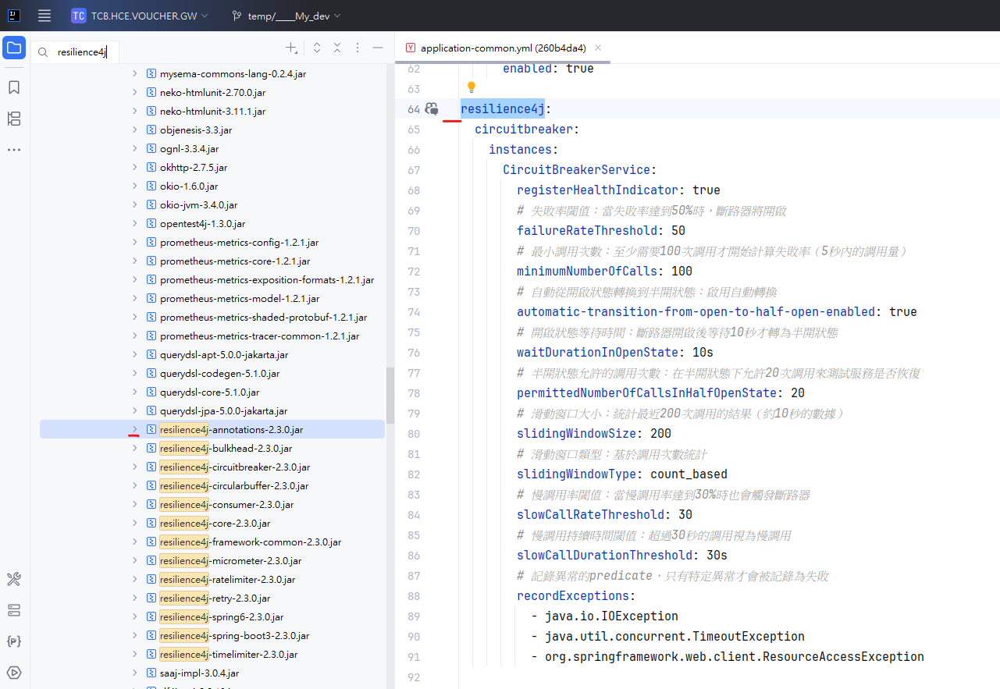 TC TCB.HCE.VOUCHER.GW temp/____My_dev
resilience4j
mysema-commons-lang-0.2.4.jar
neko-htmlunit-2.70.0.jar
neko-htmlunit-3.11.1.jar
objenesis-3.3.jar
ognl-3.3.4.jar
okhttp-2.7.5.jar
okio-1.6.0.jar
okio-jvm-3.4.0.jar
opentest4j-1.3.0.jar
prometheus-metrics-config-1.2.1.jar
prometheus-metrics-core-1.2.1.jar
prometheus-metrics-exposition-formats-1.2.1.jar
prometheus-metrics-model-1.2.1.jar
prometheus-metrics-shaded-protobuf-1.2.1.jar
prometheus-metrics-tracer-common-1.2.1.jar
querydsl-apt-5.0.0-jakarta.jar
querydsl-codegen-5.1.0.jar
querydsl-core-5.1.0.jar
querydsl-jpa-5.0.0-jakarta.jar
resilience4j-annotations-2.3.0.jar
resilience4j-bulkhead-2.3.0.jar
resilience4j-circuitbreaker-2.3.0.jar
resilience4j-circularbuffer-2.3.0.jar
resilience4j-consumer-2.3.0.jar
resilience4j-core-2.3.0.jar
resilience4j-framework-common-2.3.0.jar
resilience4j-micrometer-2.3.0.jar
resilience4j-ratelimiter-2.3.0.jar
resilience4j-retry-2.3.0.jar
resilience4j-spring6-2.3.0.jar
resilience4j-spring-boot3-2.3.0.jar
resilience4j-timelimiter-2.3.0.jar
saaj-impl-3.0.4.jar
application-common.yml (260b4da4)
62 enabled: true
63
64 resilience4j:
65 circuitbreaker:
66 instances:
67 CircuitBreakerService:
68 registerHealthIndicator: true
69 # 失敗率閾值：當失敗率達到50%時，斷路器將開啟
70 failureRateThreshold: 50
71 # 最小調用次數：至少需要100次調用才開始計算失敗率（5秒內的調用量）
72 minimumNumberOfCalls: 100
73 # 自動從開啟狀態轉換到半開狀態：啟用自動轉換
74 automatic-transition-from-open-to-half-open-enabled: true
75 # 開啟狀態等待時間：斷路器開啟後等待10秒才轉為半開狀態
76 waitDurationInOpenState: 10s
77 # 半開狀態允許的調用次數：在半開狀態下允許20次調用來測試服務是否恢復
78 permittedNumberOfCallsInHalfOpenState: 20
79 # 滑動窗口大小：統計最近200次調用的結果（約10秒的數據）
80 slidingWindowSize: 200
81 # 滑動窗口類型：基於調用次數統計
82 slidingWindowType: count_based
83 # 慢調用率閾值：當慢調用率達到30%時也會觸發斷路器
84 slowCallRateThreshold: 30
85 # 慢調用持續時間閾值：超過30秒的調用視為慢調用
86 slowCallDurationThreshold: 30s
87 # 記錄異常的predicate，只有特定異常才會被記錄為失敗
88 recordExceptions:
89 - java.io.IOException
90 - java.util.concurrent.TimeoutException
91 - org.springframework.web.client.ResourceAccessException
92